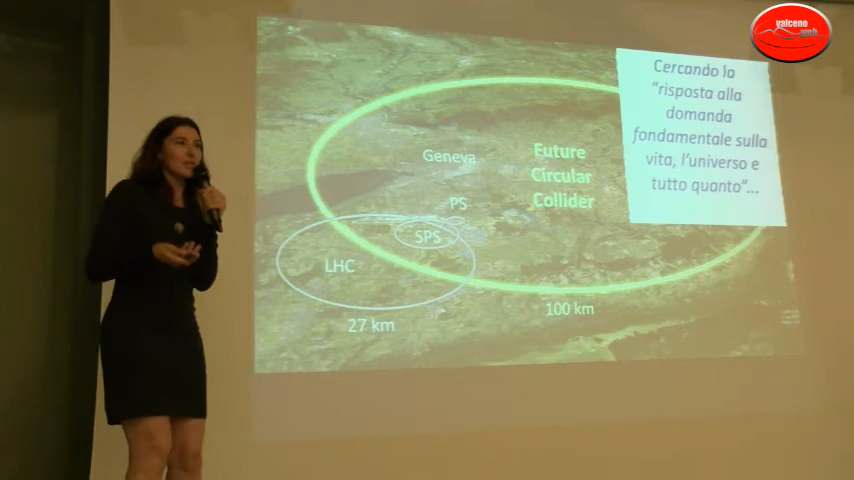 valceno
web
Cercando la
"risposta alla
domanda
fondamentale sulla
vita, l'universo e
tutto quanto"...
Geneva
Future
Circular
Collider
PS
SPS
LHC
27 km
100 km